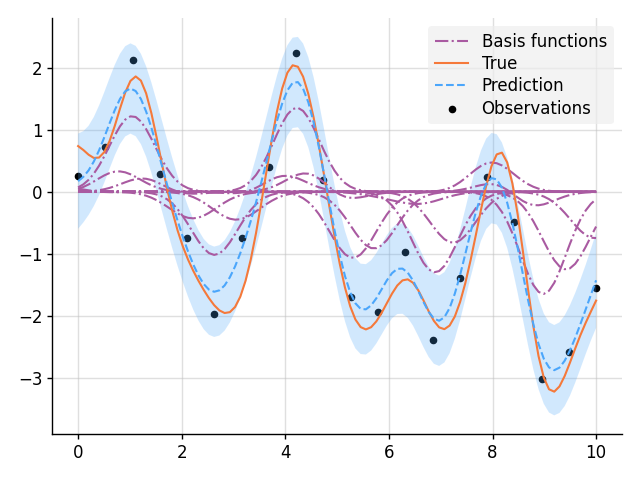 Basis functions
True
Prediction
Observations
2
1
0
−1
−2
−3
0 2 4 6 8 10